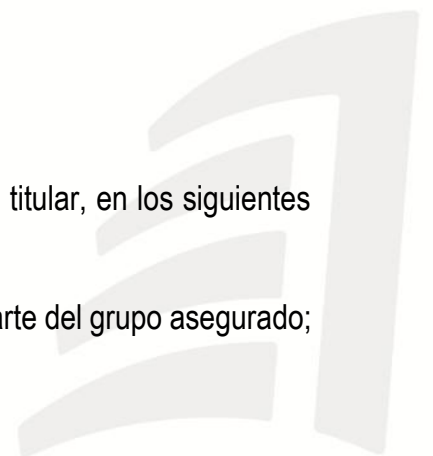 titular, en los siguientes
arte del grupo asegurado;